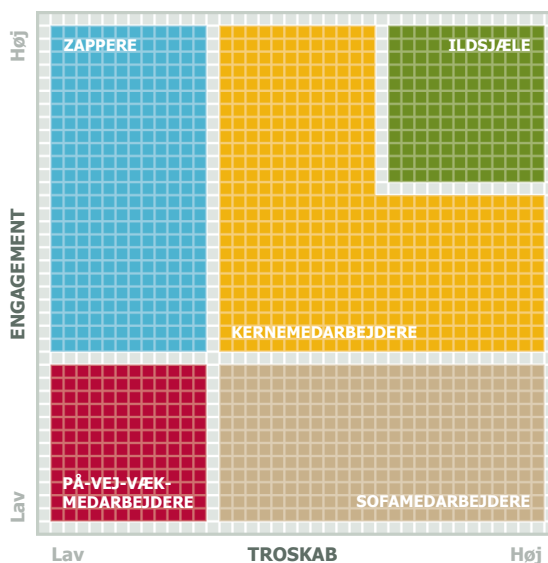 Høj
ZAPPERE
ILDSJÆLE
ENGAGEMENT
KERNEMEDARBEJDERE
PÅ-VEJ-VÆK-
MEDARBEJDERE
SOFAMEDARBEJDERE
Lav
Lav
TROSKAB
Høj